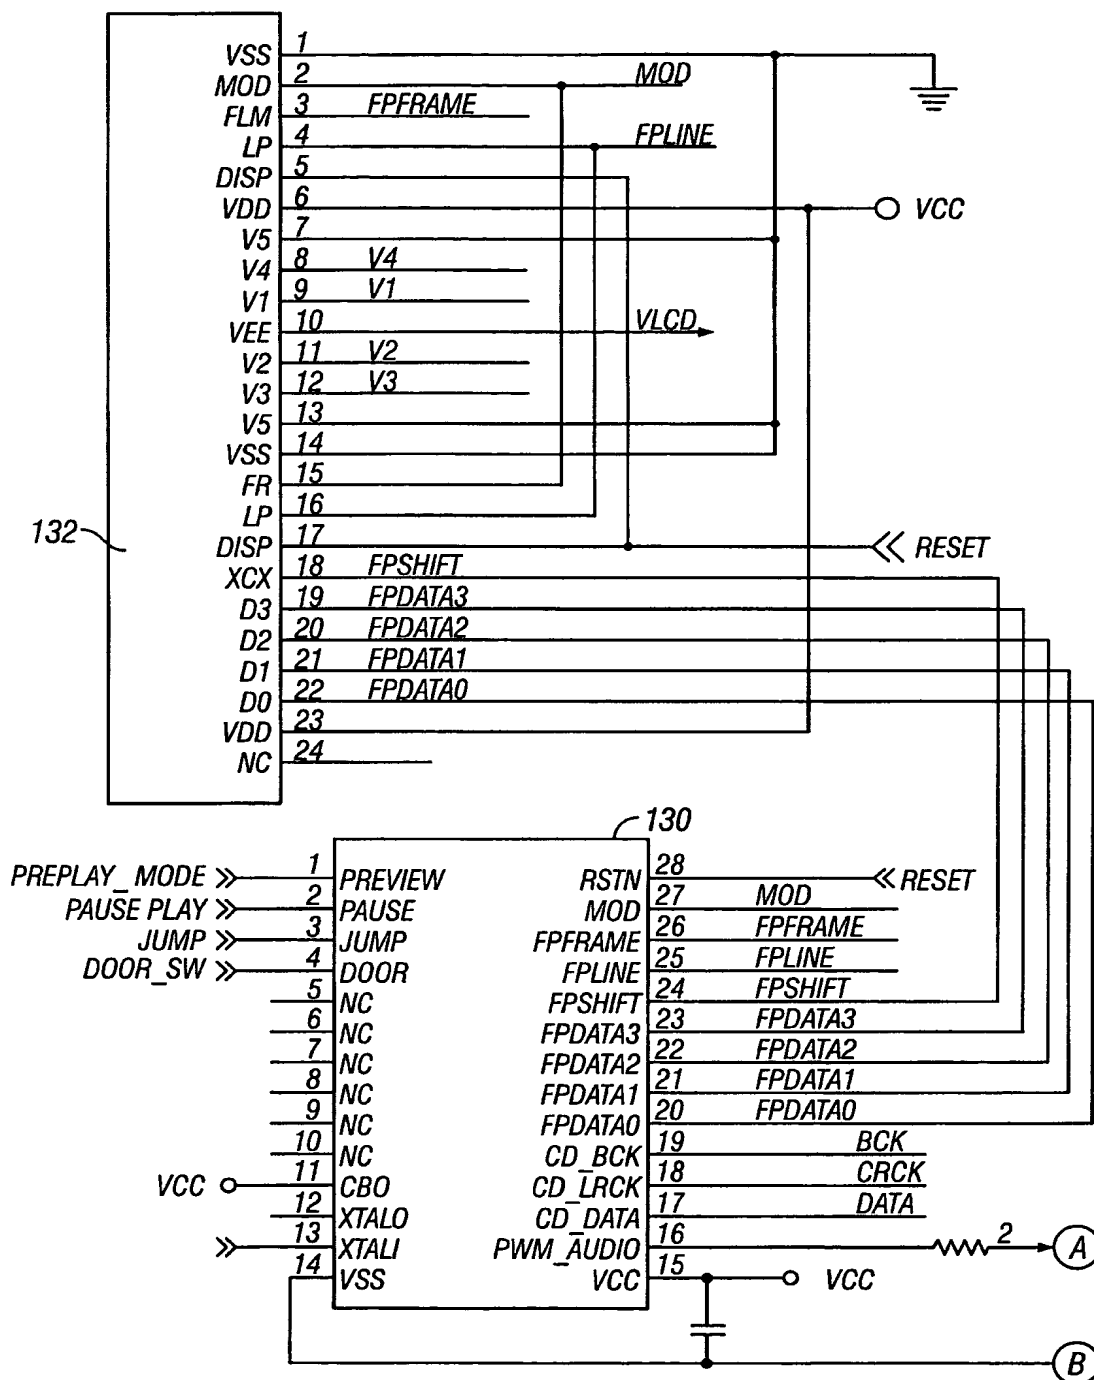 VSS 1
MOD 2 MOD
FLM 3 FPFRAME
LP 4 FPLINE
DISP 5
VDD 6 VCC
V5 7
V4 8 V4
V1 9 V1
VEE 10 VLCD
V2 11 V2
V3 12 V3
V5 13
VSS 14
FR 15
LP 16
132
DISP 17 RESET
XCX 18 FPSHIFT
D3 19 FPDATA3
D2 20 FPDATA2
D1 21 FPDATA1
D0 22 FPDATA0
VDD 23
NC 24
130
PREPLAY_MODE 1 PREVIEW RSTN 28 RESET
PAUSE PLAY 2 PAUSE MOD 27 MOD
JUMP 3 JUMP FPFRAME 26 FPFRAME
DOOR_SW 4 DOOR FPLINE 25 FPLINE
5 NC FPSHIFT 24 FPSHIFT
6 NC FPDATA3 23 FPDATA3
7 NC FPDATA2 22 FPDATA2
8 NC FPDATA1 21 FPDATA1
9 NC FPDATA0 20 FPDATA0
10 NC CD_BCK 19 BCK
VCC 11 CBO CD_LRCK 18 CRCK
12 XTALO CD_DATA 17 DATA
13 XTALI PWM_AUDIO 16 2 A
14 VSS VCC 15 VCC
B